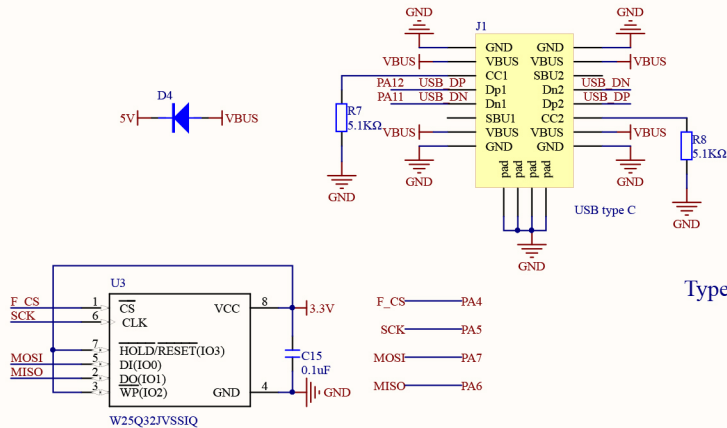 J1
GND GND
GND GND
VBUS VBUS VBUS VBUS
CC1 SBU2
PA12 USB_DP Dp1 Dn2 USB_DN
PA11 USB_DN Dn1 Dp2 USB_DP
SBU1 CC2
VBUS VBUS VBUS VBUS
GND GND
GND GND
pad pad pad pad
R7
5.1KΩ
GND
R8
5.1KΩ
GND
USB type C
GND
D4
5V VBUS
Type
U3
F_CS 1 CS VCC 8 3.3V
SCK 6 CLK
7 HOLD/RESET(IO3)
MOSI 5 DI(IO0)
MISO 2 DO(IO1)
3 WP(IO2) GND 4 GND
C15
0.1uF
W25Q32JVSSIQ
F_CS PA4
SCK PA5
MOSI PA7
MISO PA6